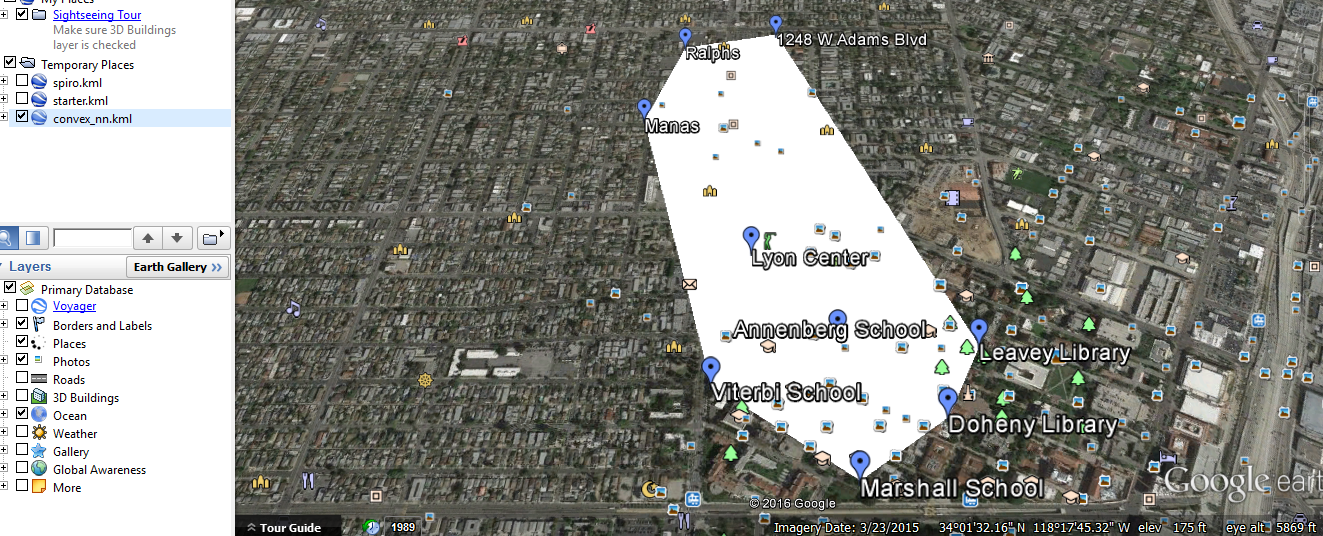 My Places
Sightseeing Tour
Make sure 3D Buildings
layer is checked
Temporary Places
spiro.kml
starter.kml
convex_nn.kml
Layers
Earth Gallery >>
Primary Database
Voyager
Borders and Labels
Places
Photos
Roads
3D Buildings
Ocean
Weather
Gallery
Global Awareness
More
Ralphs
1248 W Adams Blvd
Manas
Lyon Center
Annenberg School
Leavey Library
Viterbi School
Doheny Library
Marshall School
Google eart
© 2016 Google
Tour Guide
1989
Imagery Date: 3/23/2015 34°01'32.16" N 118°17'45.32" W elev 175 ft eye alt 5869 ft